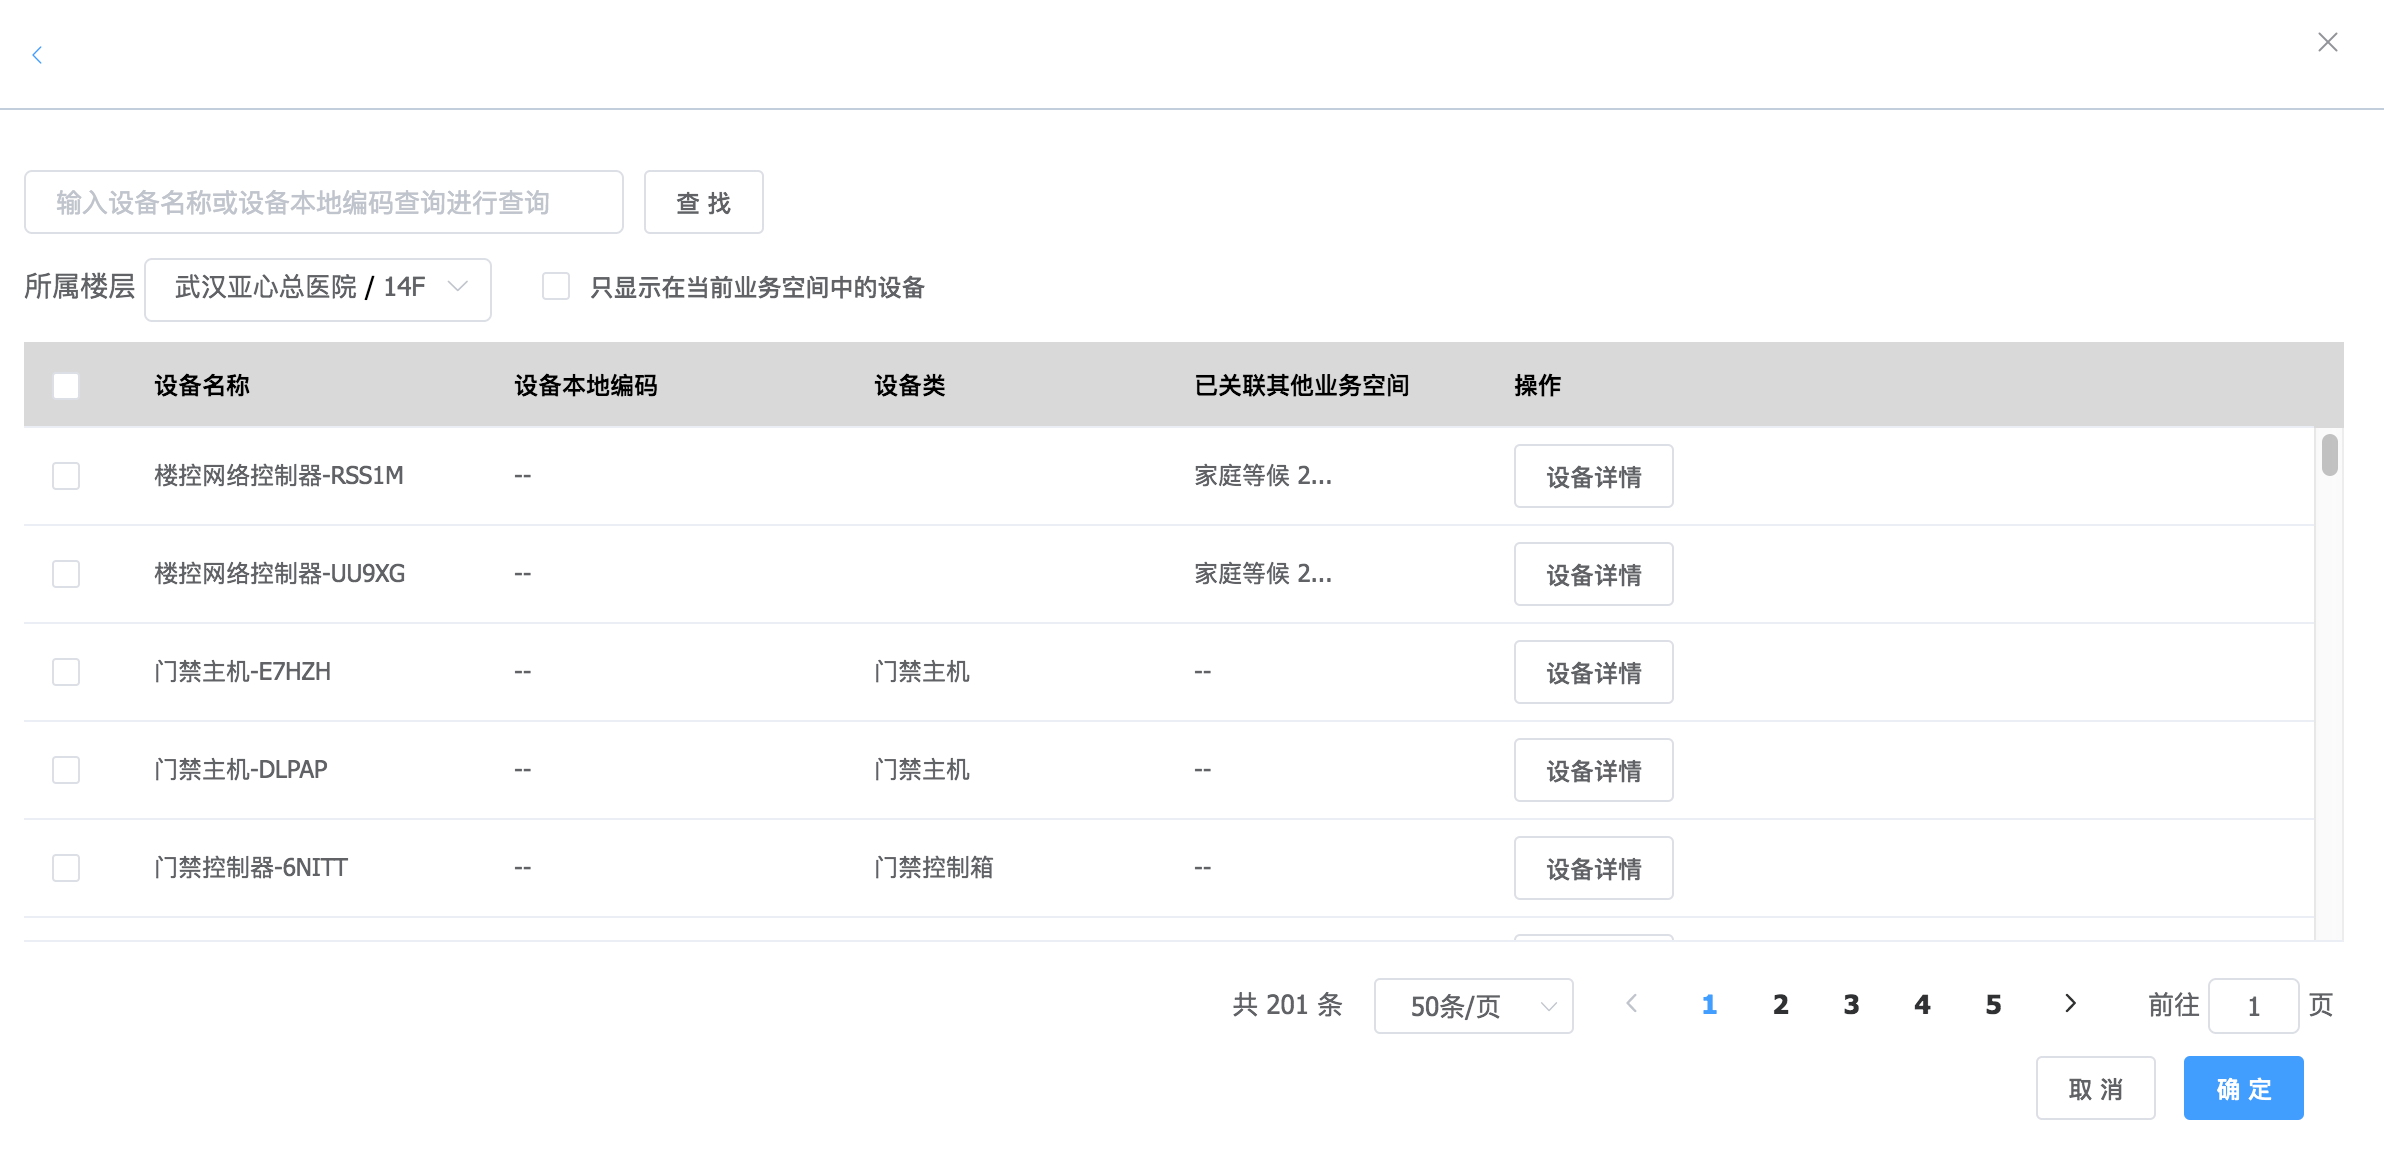 输入设备名称或设备本地编码查询进行查询 查 找
所属楼层 武汉亚心总医院 / 14F 只显示在当前业务空间中的设备
设备名称 设备本地编码 设备类 已关联其他业务空间 操作
楼控网络控制器-RSS1M -- 家庭等候 2... 设备详情
楼控网络控制器-UU9XG -- 家庭等候 2... 设备详情
门禁主机-E7HZH -- 门禁主机 -- 设备详情
门禁主机-DLPAP -- 门禁主机 -- 设备详情
门禁控制器-6NITT -- 门禁控制箱 -- 设备详情
共 201 条 50条/页 1 2 3 4 5 前往 1 页
取 消 确 定